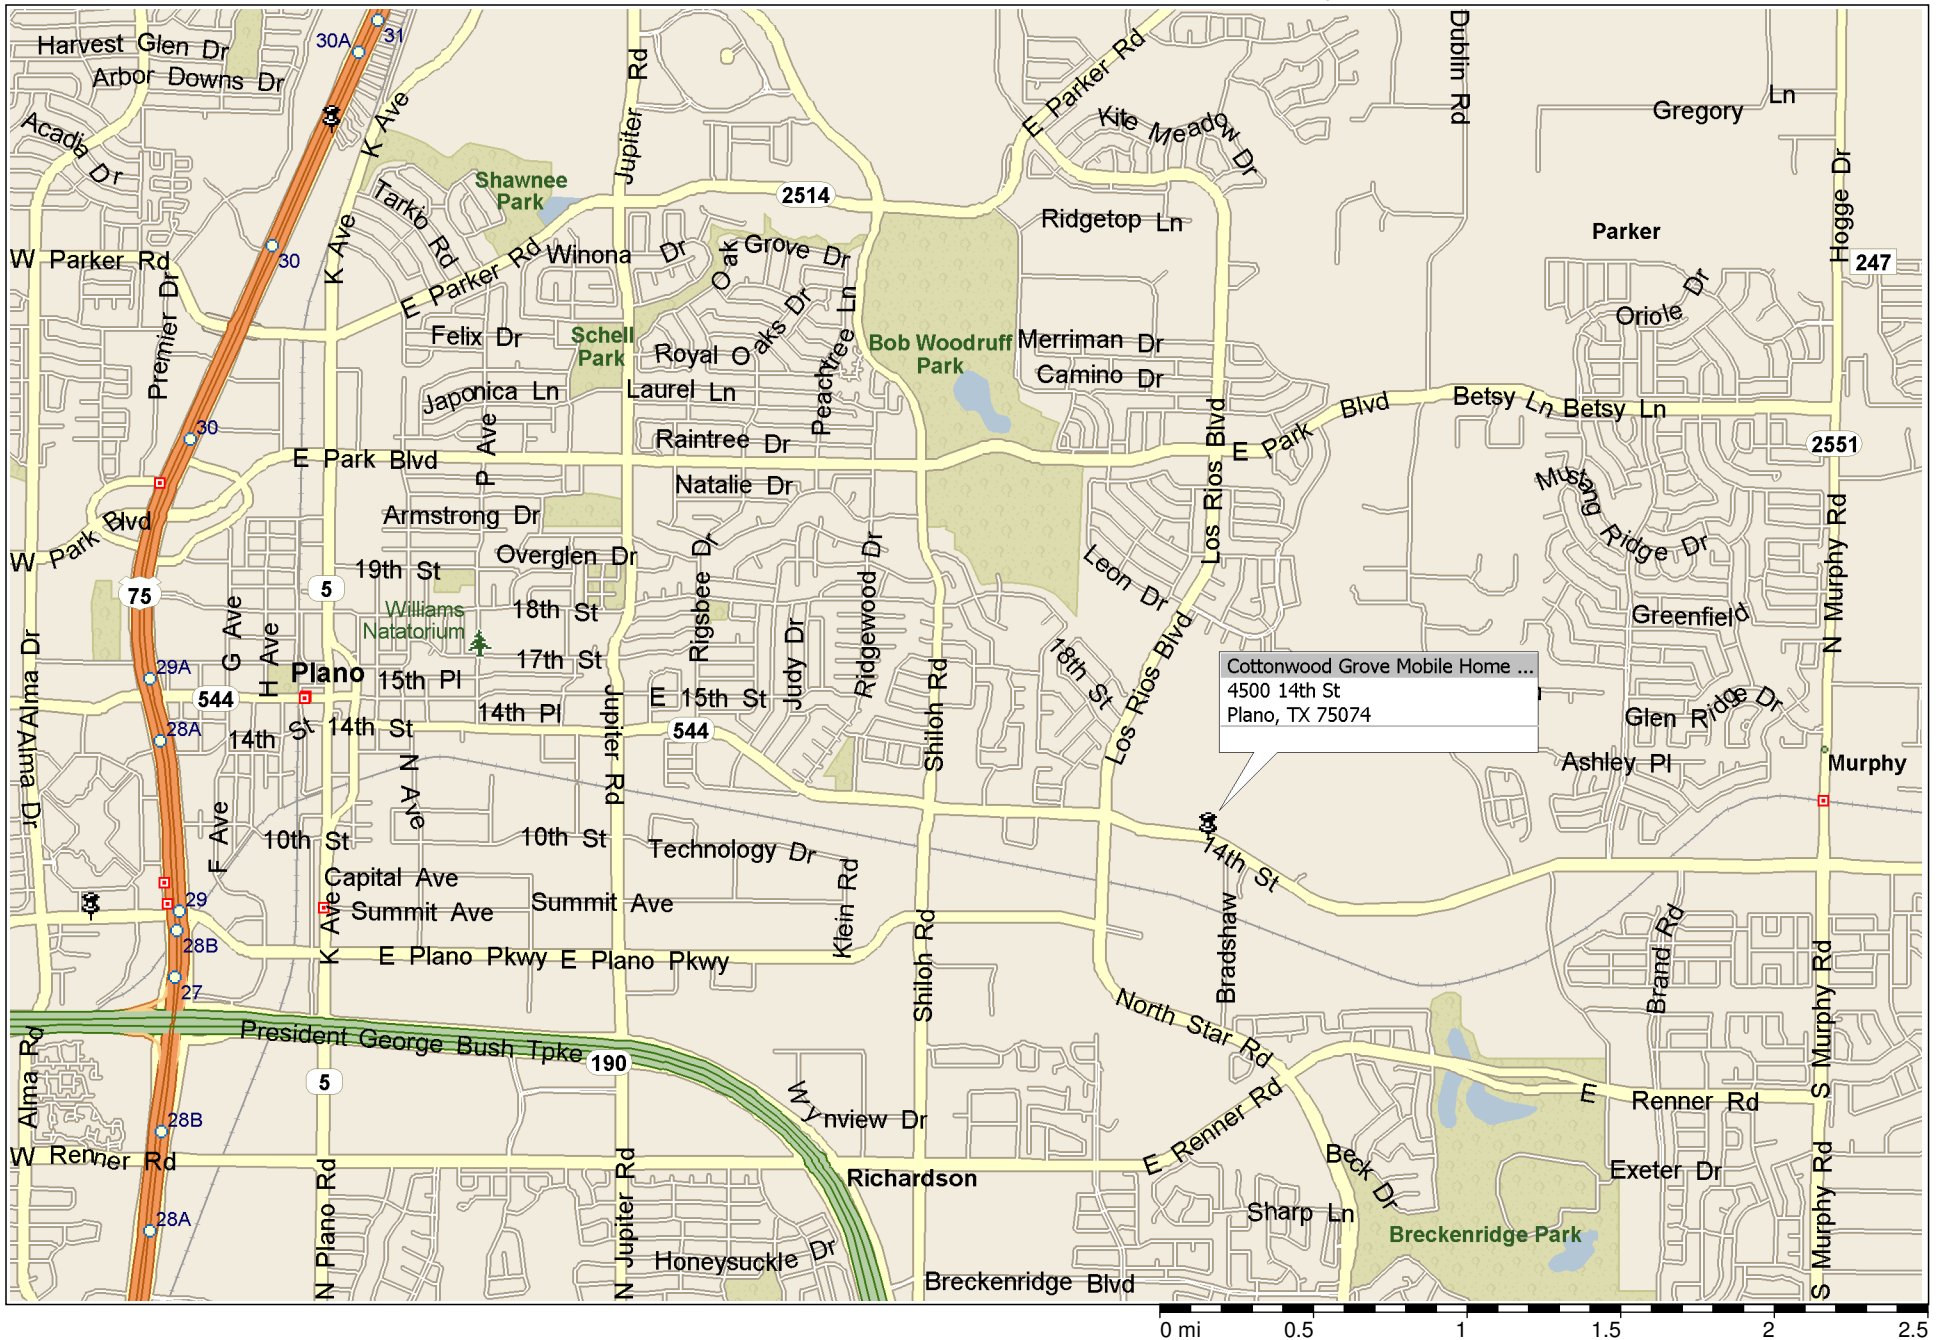 Harvest Glen Dr
Arbor Downs Dr
Acadia Dr
30A
31
K Ave
Jupiter Rd
E Parker Rd
Kite Meadow Dr
Dublin Rd
Gregory Ln
Hogge Dr
Shawnee
Park
2514
Tarkio Rd
K Ave
Ridgetop Ln
Parker
247
W Parker Rd
30
Premier Dr
E Parker Rd
Winona Dr
Oak Grove Dr
Oriole Dr
Felix Dr
Schell
Park
Royal Oaks Dr
Peachtree Ln
Bob Woodruff
Park
Merriman Dr
Camino Dr
Japonica Ln
Laurel Ln
P Ave
30
E Park Blvd
Raintree Dr
Natalie Dr
Los Rios Blvd
E Park Blvd
Betsy Ln
Betsy Ln
2551
Mustang Ridge Dr
W Park Blvd
Armstrong Dr
Overglen Dr
19th St
75
5
Williams
Natatorium
18th St
17th St
Rigsbee Dr
Judy Dr
Ridgewood Dr
Leon Dr
Los Rios Blvd
18th St
Greenfield
N Murphy Rd
G Ave
H Ave
Alma Dr
29A
Plano
15th Pl
544
E 15th St
14th Pl
14th St
14th St
544
28A
Shiloh Rd
Los Rios Blvd
Cottonwood Grove Mobile Home ...
4500 14th St
Plano, TX 75074
Glen Ridge Dr
Ashley Pl
Murphy
Alma Dr
N Ave
Jupiter Rd
F Ave
10th St
10th St
Technology Dr
14th St
Capital Ave
Summit Ave
Summit Ave
Klein Rd
K Ave
29
28B
27
E Plano Pkwy
E Plano Pkwy
Shiloh Rd
Bradshaw
Brand Rd
S Murphy Rd
North Star Rd
President George Bush Tpke
190
Alma Rd
5
Wynview Dr
E Renner Rd
E Renner Rd
28B
W Renner Rd
Richardson
Beck Dr
Exeter Dr
28A
N Plano Rd
N Jupiter Rd
Sharp Ln
Breckenridge Park
S Murphy Rd
Honeysuckle Dr
Breckenridge Blvd
0 mi
0.5
1
1.5
2
2.5